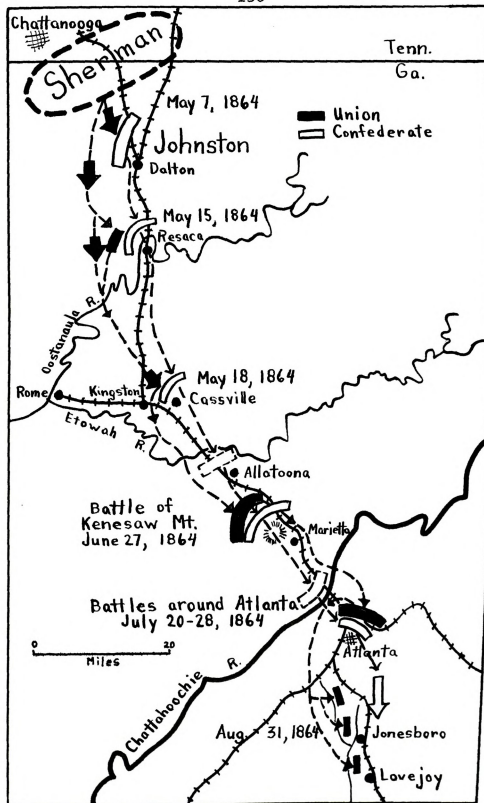 Chattanooga
Sherman
Tenn.
Ga.
May 7, 1864
Union
Confederate
Johnston
Dalton
May 15, 1864
Resaca
Oostanaula R.
May 18, 1864
Rome
Kingston
Cassville
Etowah R.
Allatoona
Battle of
Kenesaw Mt.
June 27, 1864
Marietta
Battles around Atlanta
July 20-28, 1864
0 20
Miles
Atlanta
Chattahoochie R.
Aug. 31, 1864
Jonesboro
Lovejoy